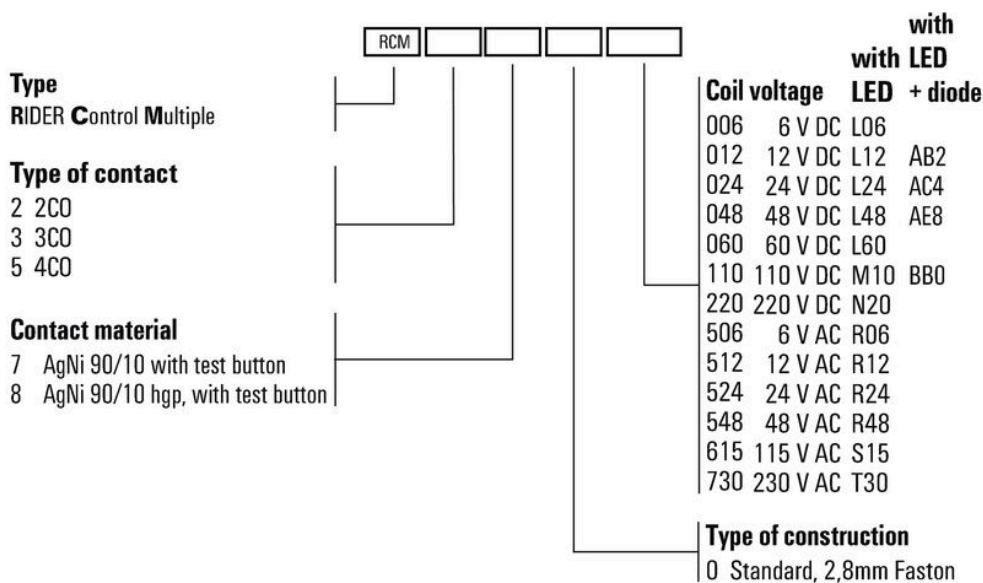 RCM
Type
RIDER Control Multiple
Type of contact
2 2CO
3 3CO
5 4CO
Contact material
7 AgNi 90/10 with test button
8 AgNi 90/10 hgp, with test button
with
with LED
Coil voltage LED + diode
006 6 V DC L06
012 12 V DC L12 AB2
024 24 V DC L24 AC4
048 48 V DC L48 AE8
060 60 V DC L60
110 110 V DC M10 BB0
220 220 V DC N20
506 6 V AC R06
512 12 V AC R12
524 24 V AC R24
548 48 V AC R48
615 115 V AC S15
730 230 V AC T30
Type of construction
0 Standard, 2,8mm Faston